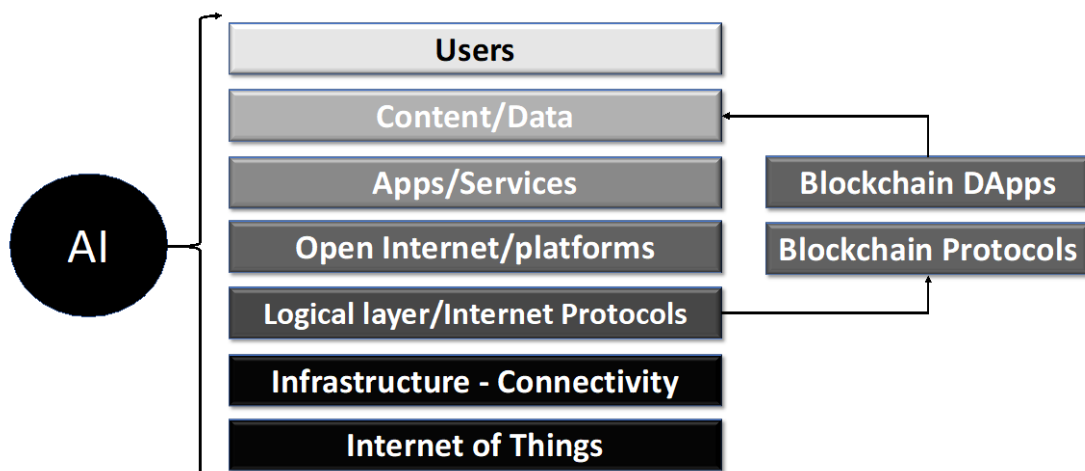 Users
Content/Data
Apps/Services
Blockchain DApps
AI
Open Internet/platforms
Blockchain Protocols
Logical layer/Internet Protocols
Infrastructure - Connectivity
Internet of Things